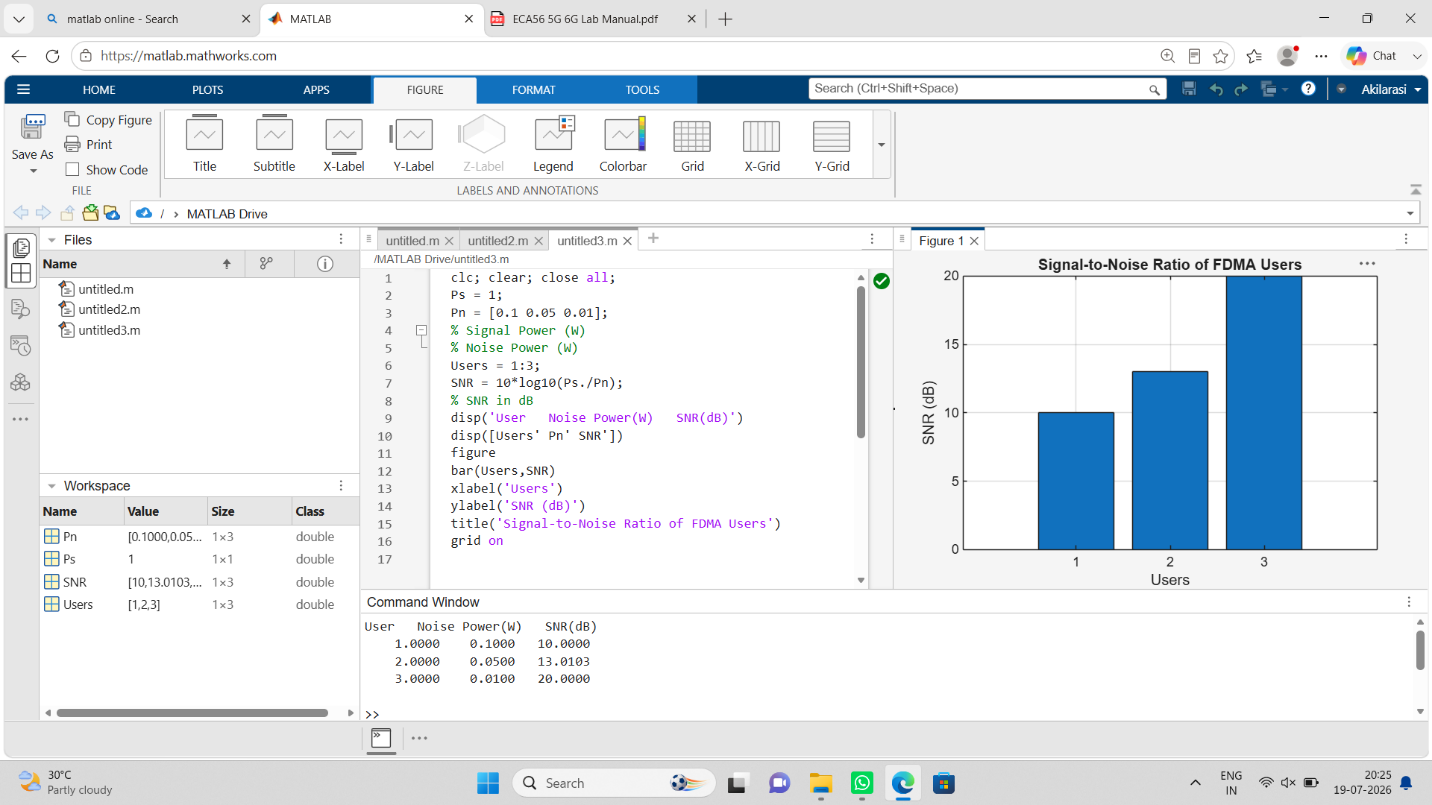 matlab online - Search
MATLAB
ECA56 5G 6G Lab Manual.pdf
https://matlab.mathworks.com
Chat
HOME
PLOTS
APPS
FIGURE
FORMAT
TOOLS
Search (Ctrl+Shift+Space)
Akilarasi
Save As
Copy Figure
Print
Show Code
FILE
Title
Subtitle
X-Label
Y-Label
Z-Label
Legend
Colorbar
Grid
X-Grid
Y-Grid
LABELS AND ANNOTATIONS
/ › MATLAB Drive
Files
Name
untitled.m
untitled2.m
untitled3.m
Workspace
Name Value Size Class
Pn [0.1000,0.05... 1×3 double
Ps 1 1×1 double
SNR [10,13.0103,... 1×3 double
Users [1,2,3] 1×3 double
untitled.m
untitled2.m
untitled3.m
/MATLAB Drive/untitled3.m
1 clc; clear; close all;
2 Ps = 1;
3 Pn = [0.1 0.05 0.01];
4 % Signal Power (W)
5 % Noise Power (W)
6 Users = 1:3;
7 SNR = 10*log10(Ps./Pn);
8 % SNR in dB
9 disp('User   Noise Power(W)   SNR(dB)')
10 disp([Users' Pn' SNR'])
11 figure
12 bar(Users,SNR)
13 xlabel('Users')
14 ylabel('SNR (dB)')
15 title('Signal-to-Noise Ratio of FDMA Users')
16 grid on
17
Figure 1
Signal-to-Noise Ratio of FDMA Users
20
15
10
5
0
SNR (dB)
1 2 3
Users
Command Window
User   Noise Power(W)   SNR(dB)
1.0000 0.1000 10.0000
2.0000 0.0500 13.0103
3.0000 0.0100 20.0000
>>
30°C
Partly cloudy
Search
ENG
IN
20:25
19-07-2026